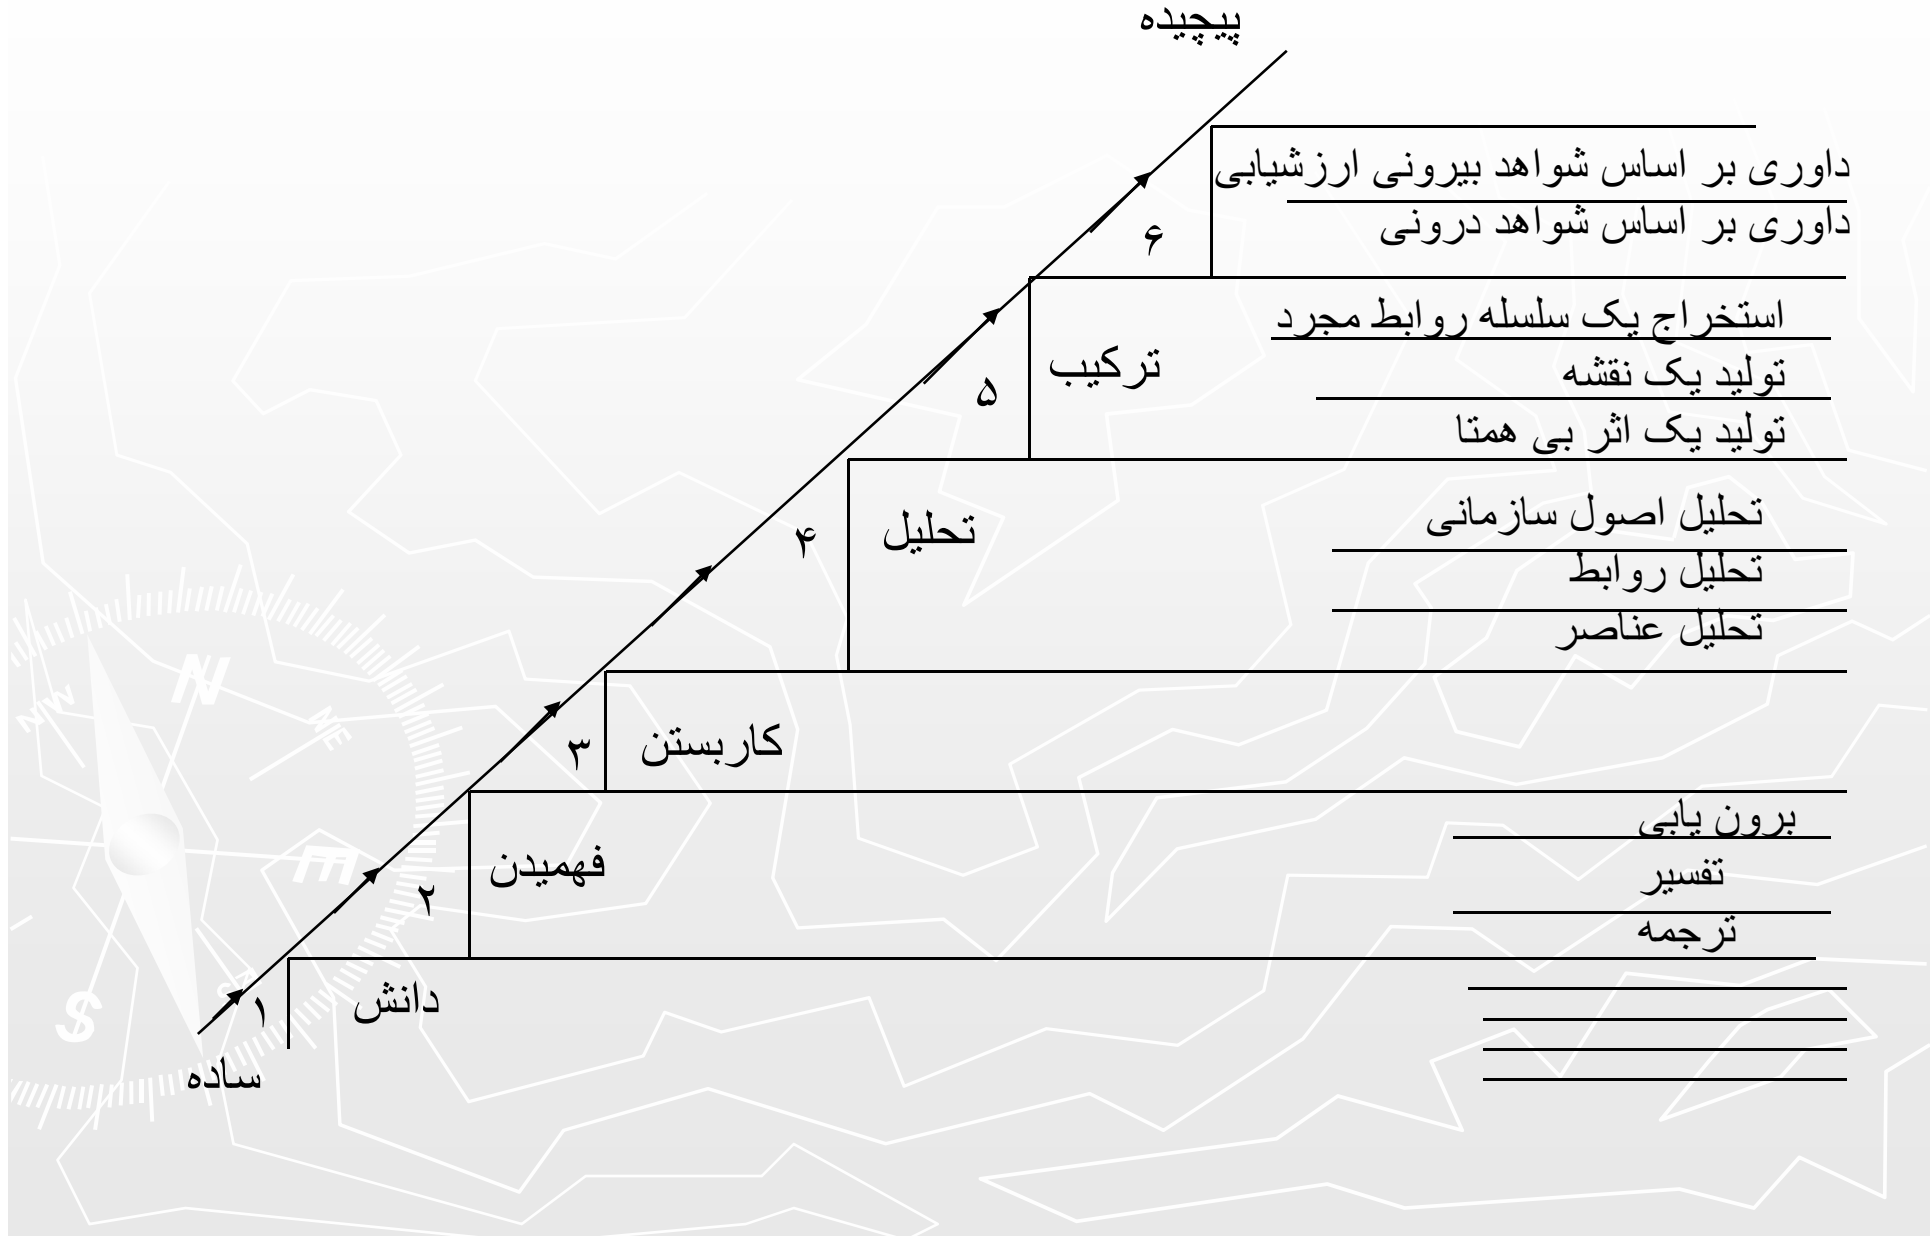 پیچیده
داوری بر اساس شواهد بیرونی ارزشیابی
داوری بر اساس شواهد درونی
۶
استخراج یک سلسله روابط مجرد
ترکیب
تولید یک نقشه
۵
تولید یک اثر بی همتا
تحلیل اصول سازمانی
تحلیل
۴
تحلیل روابط
تحلیل عناصر
کاربستن
۳
برون یابی
فهمیدن
تفسیر
۲
ترجمه
دانش
۱
ساده
N
NE
NW
E
S